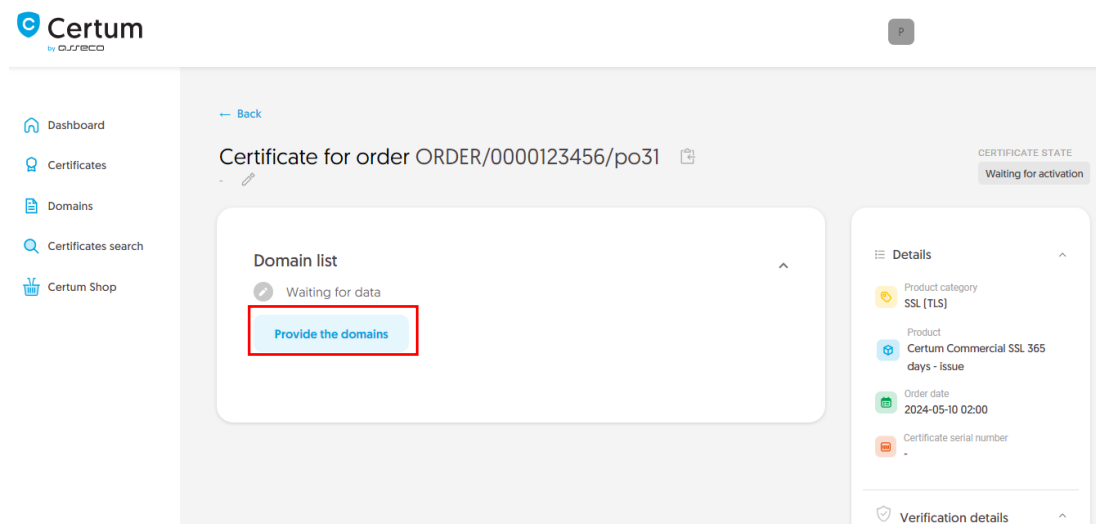 Certum
by asseco
P
Dashboard
Certificates
Domains
Certificates search
Certum Shop
← Back
Certificate for order ORDER/0000123456/po31
-
CERTIFICATE STATE
Waiting for activation
Domain list
Waiting for data
Provide the domains
Details
Product category
SSL (TLS)
Product
Certum Commercial SSL 365
days - issue
Order date
2024-05-10 02:00
Certificate serial number
-
Verification details